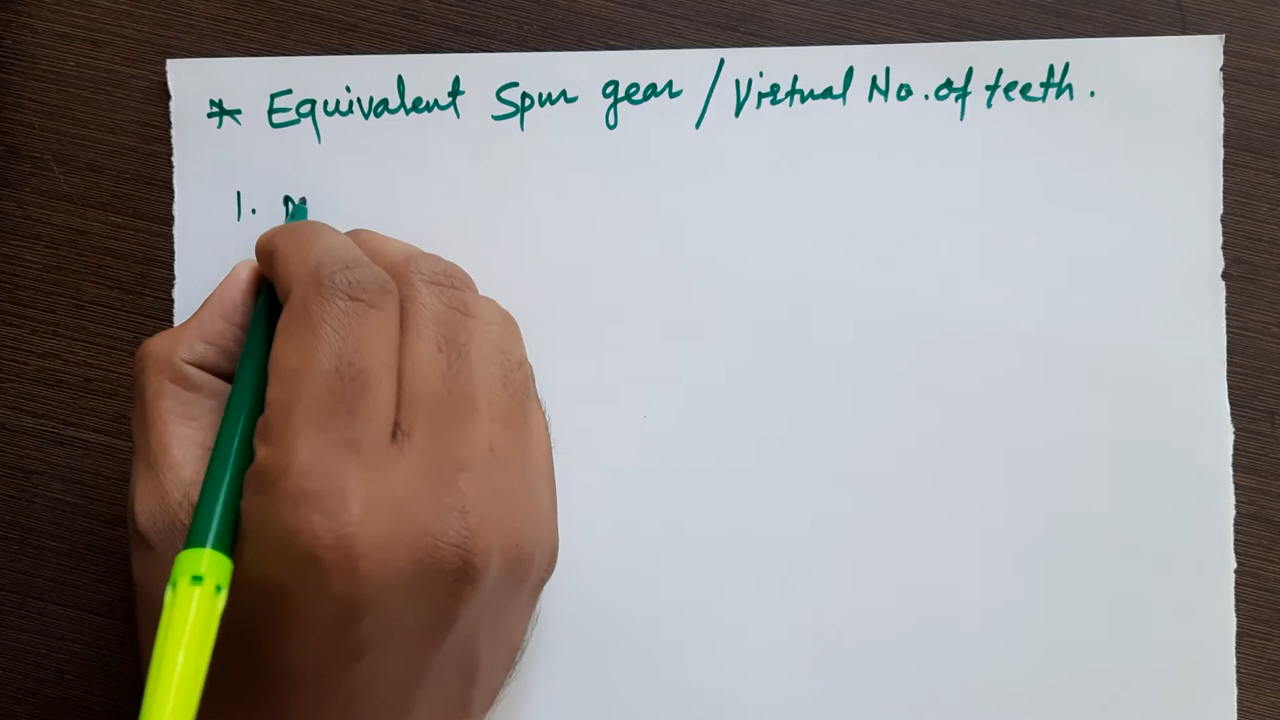 * Equivalent Spur gear / Virtual No. of teeth.
1.